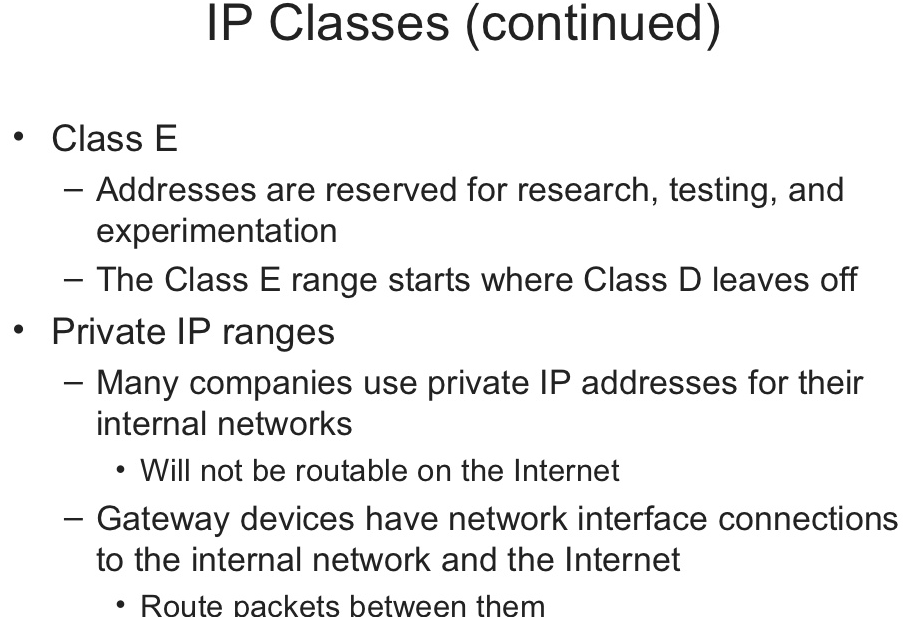 IP Classes (continued)
• Class E
– Addresses are reserved for research, testing, and
experimentation
– The Class E range starts where Class D leaves off
• Private IP ranges
– Many companies use private IP addresses for their
internal networks
• Will not be routable on the Internet
– Gateway devices have network interface connections
to the internal network and the Internet
• Route packets between them